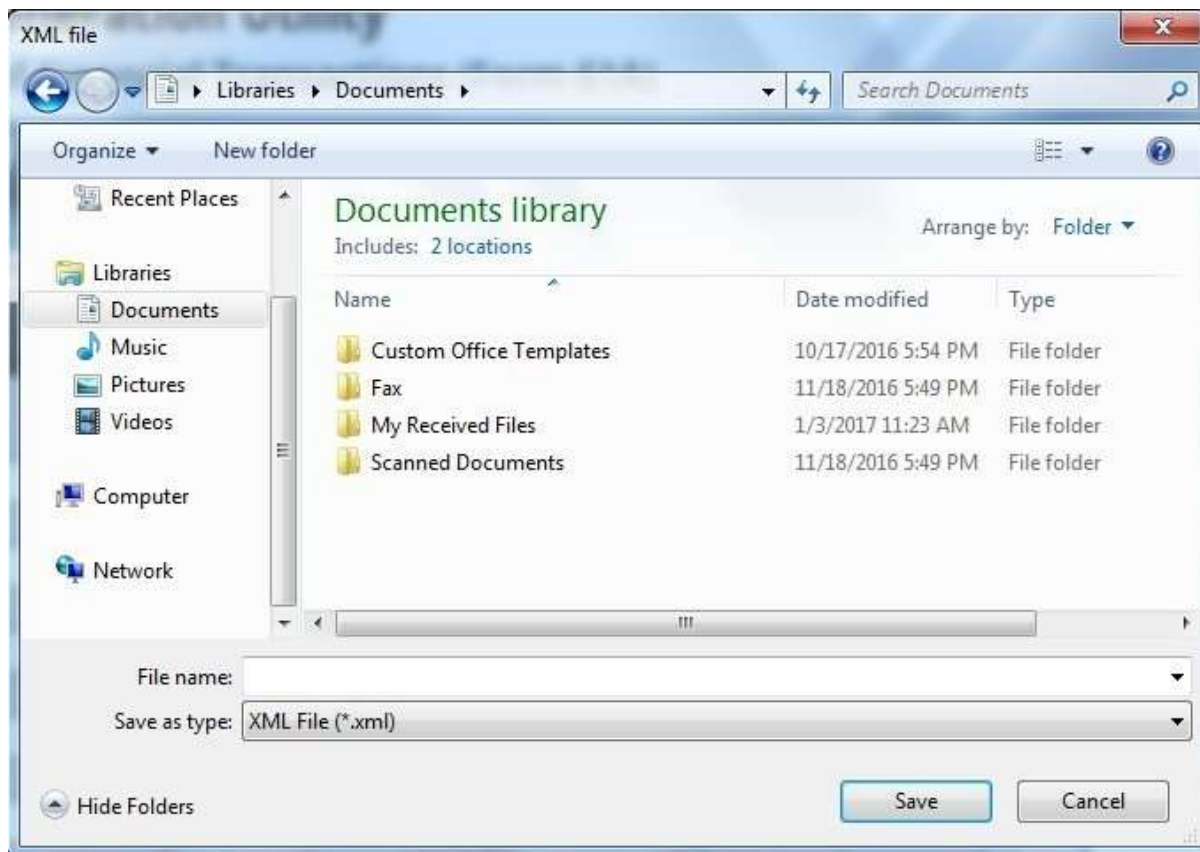 ration Utility
XML file
Libraries Documents
Search Documents
Organize New folder
Recent Places
Libraries
Documents
Music
Pictures
Videos
Computer
Network
Documents library
Includes: 2 locations
Arrange by: Folder
Name Date modified Type
Custom Office Templates 10/17/2016 5:54 PM File folder
Fax 11/18/2016 5:49 PM File folder
My Received Files 1/3/2017 11:23 AM File folder
Scanned Documents 11/18/2016 5:49 PM File folder
File name:
Save as type: XML File (*.xml)
Hide Folders Save Cancel